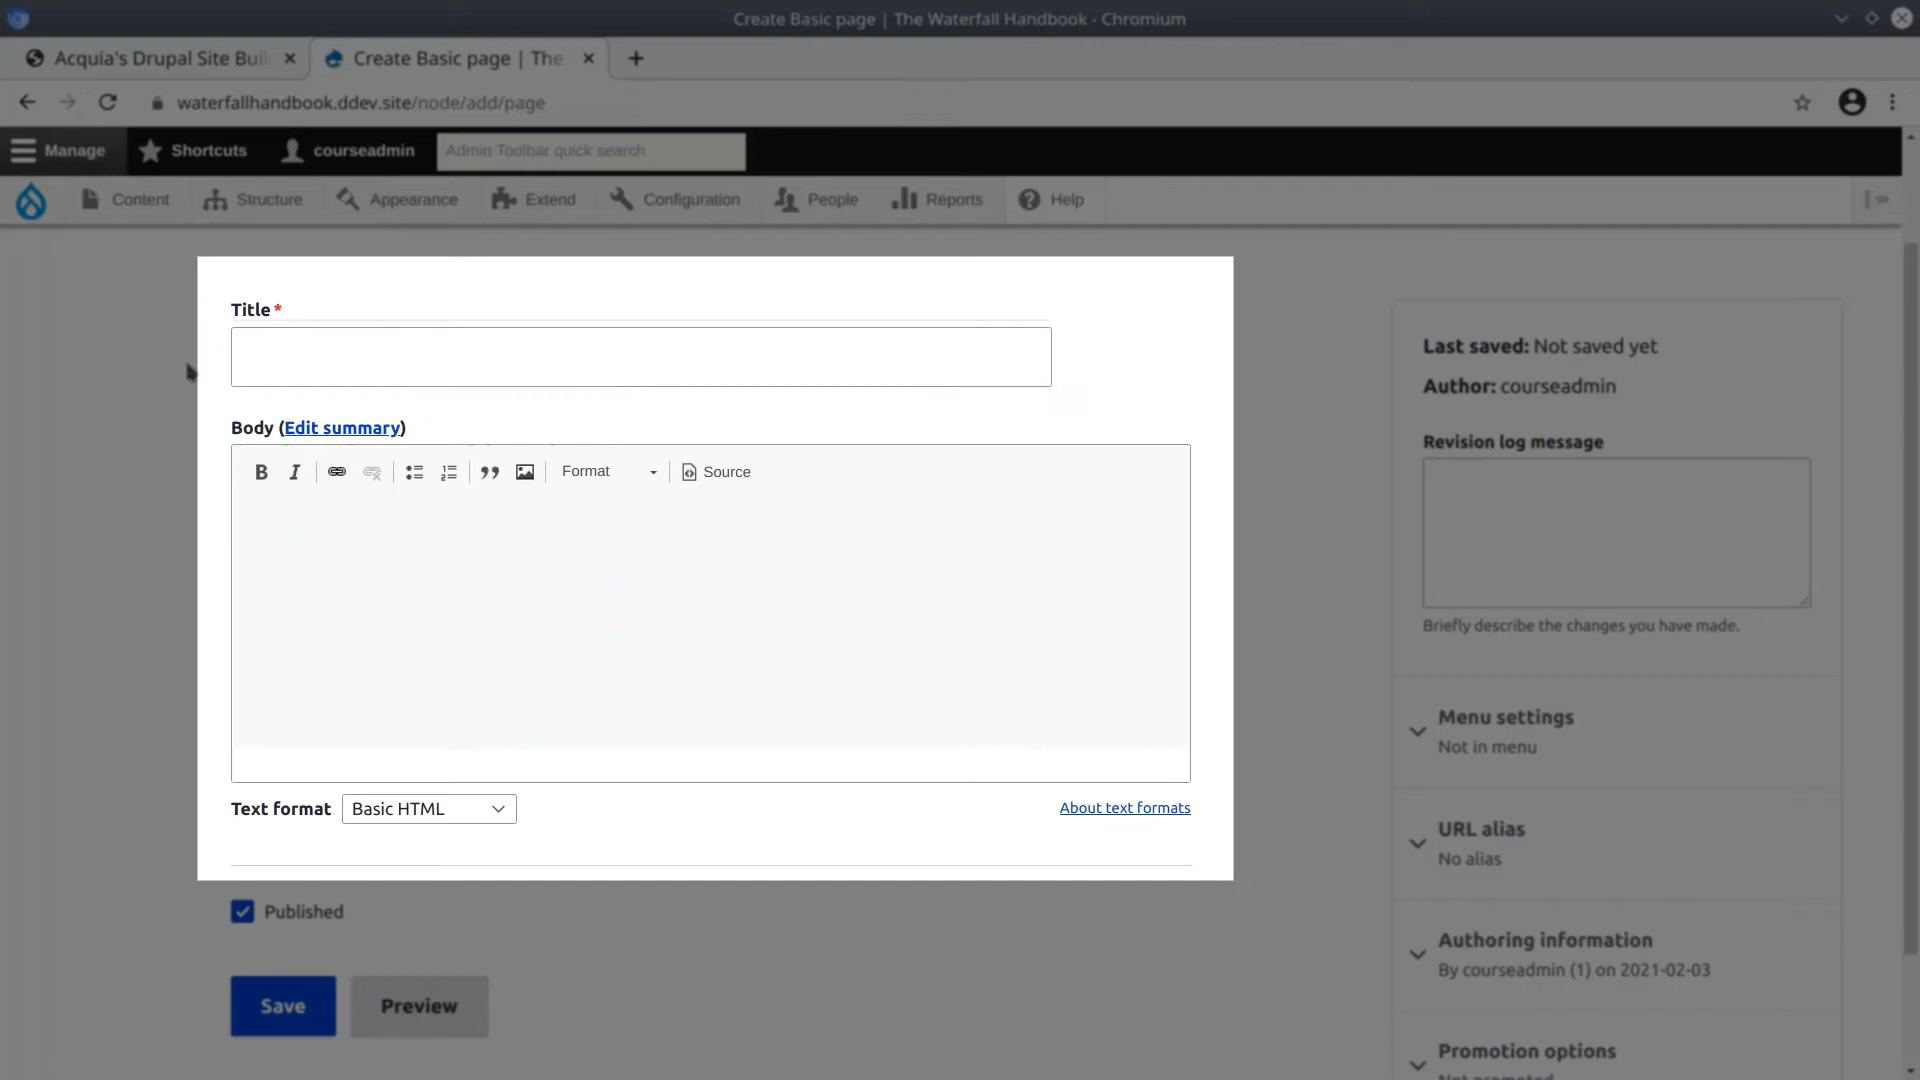 Create Basic page | The Waterfall Handbook - Chromium
Acquia's Drupal Site Buil
Create Basic page | The
waterfallhandbook.ddev.site/node/add/page
Manage
Shortcuts
courseadmin
Admin Toolbar quick search
Content
Structure
Appearance
Extend
Configuration
People
Reports
Help
Title*
Body (Edit summary)
Format
Source
Text format
Basic HTML
About text formats
Published
Save
Preview
Last saved: Not saved yet
Author: courseadmin
Revision log message
Briefly describe the changes you have made.
Menu settings
Not in menu
URL alias
No alias
Authoring information
By courseadmin (1) on 2021-02-03
Promotion options